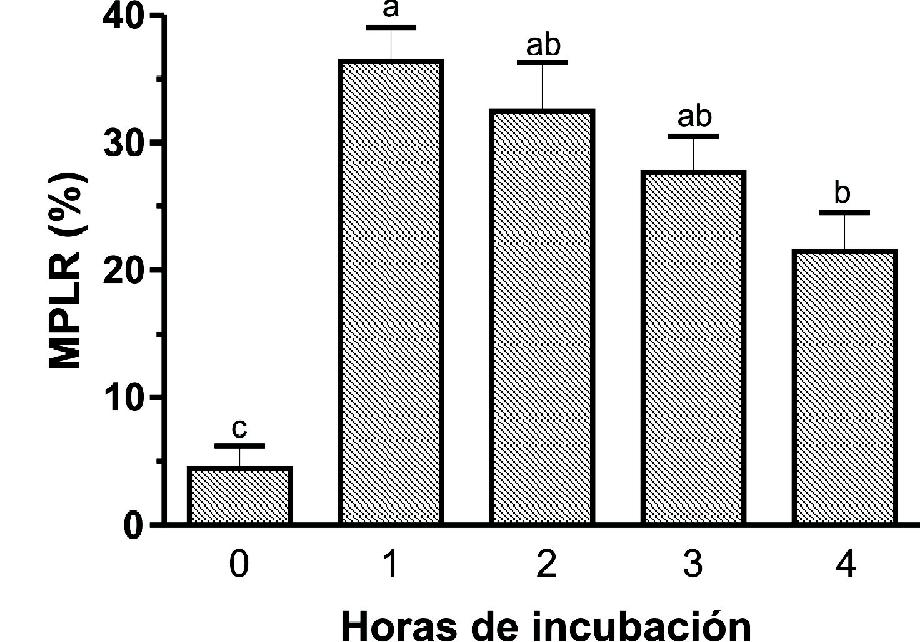 MPLR (%)
40
30
20
10
0
a
ab
ab
b
c
0 1 2 3 4
Horas de incubación